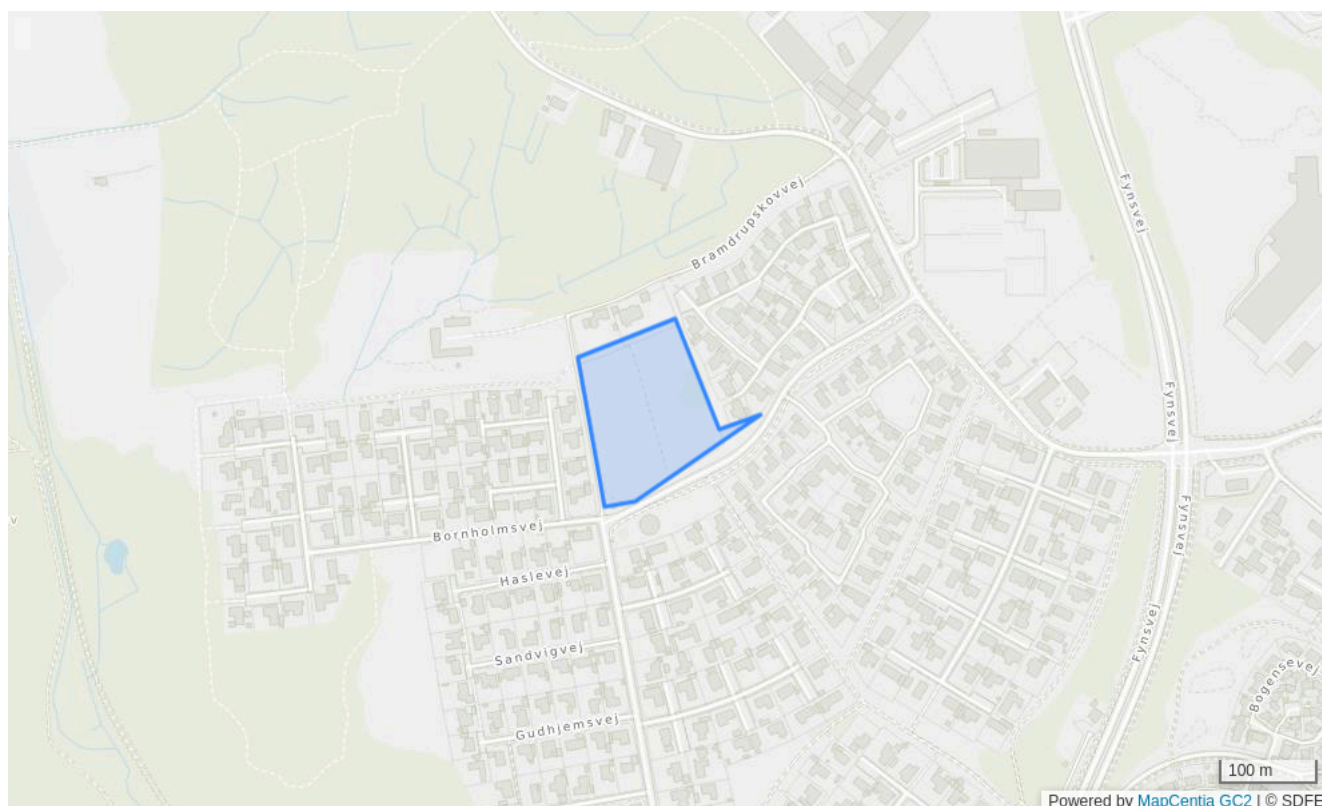 Fynsvej
Bramdrupskovvej
Fynsvej
Bornholmsvej
Fynsvej
Haslevej
Fynsvej
Sandvigvej
Bogensevej
Gudhjemsvej
v
100 m
Powered by MapCentia GC2 | © SDFE